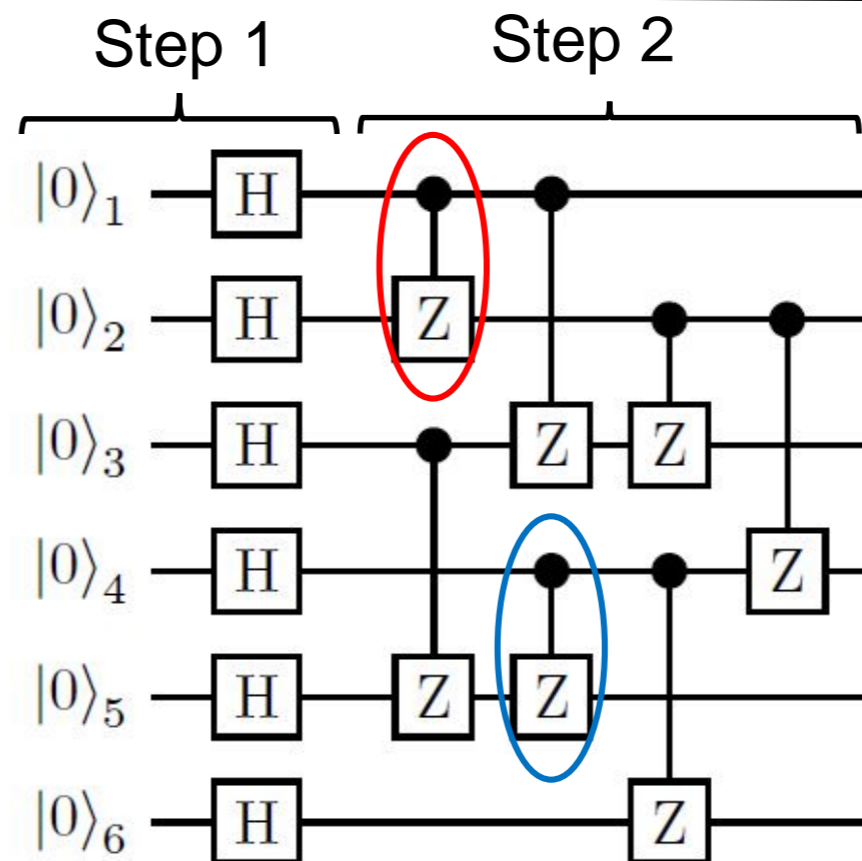 Step 1 Step 2
|0⟩₁ H
|0⟩₂ H Z
|0⟩₃ H Z Z
|0⟩₄ H Z
|0⟩₅ H Z Z
|0⟩₆ H Z